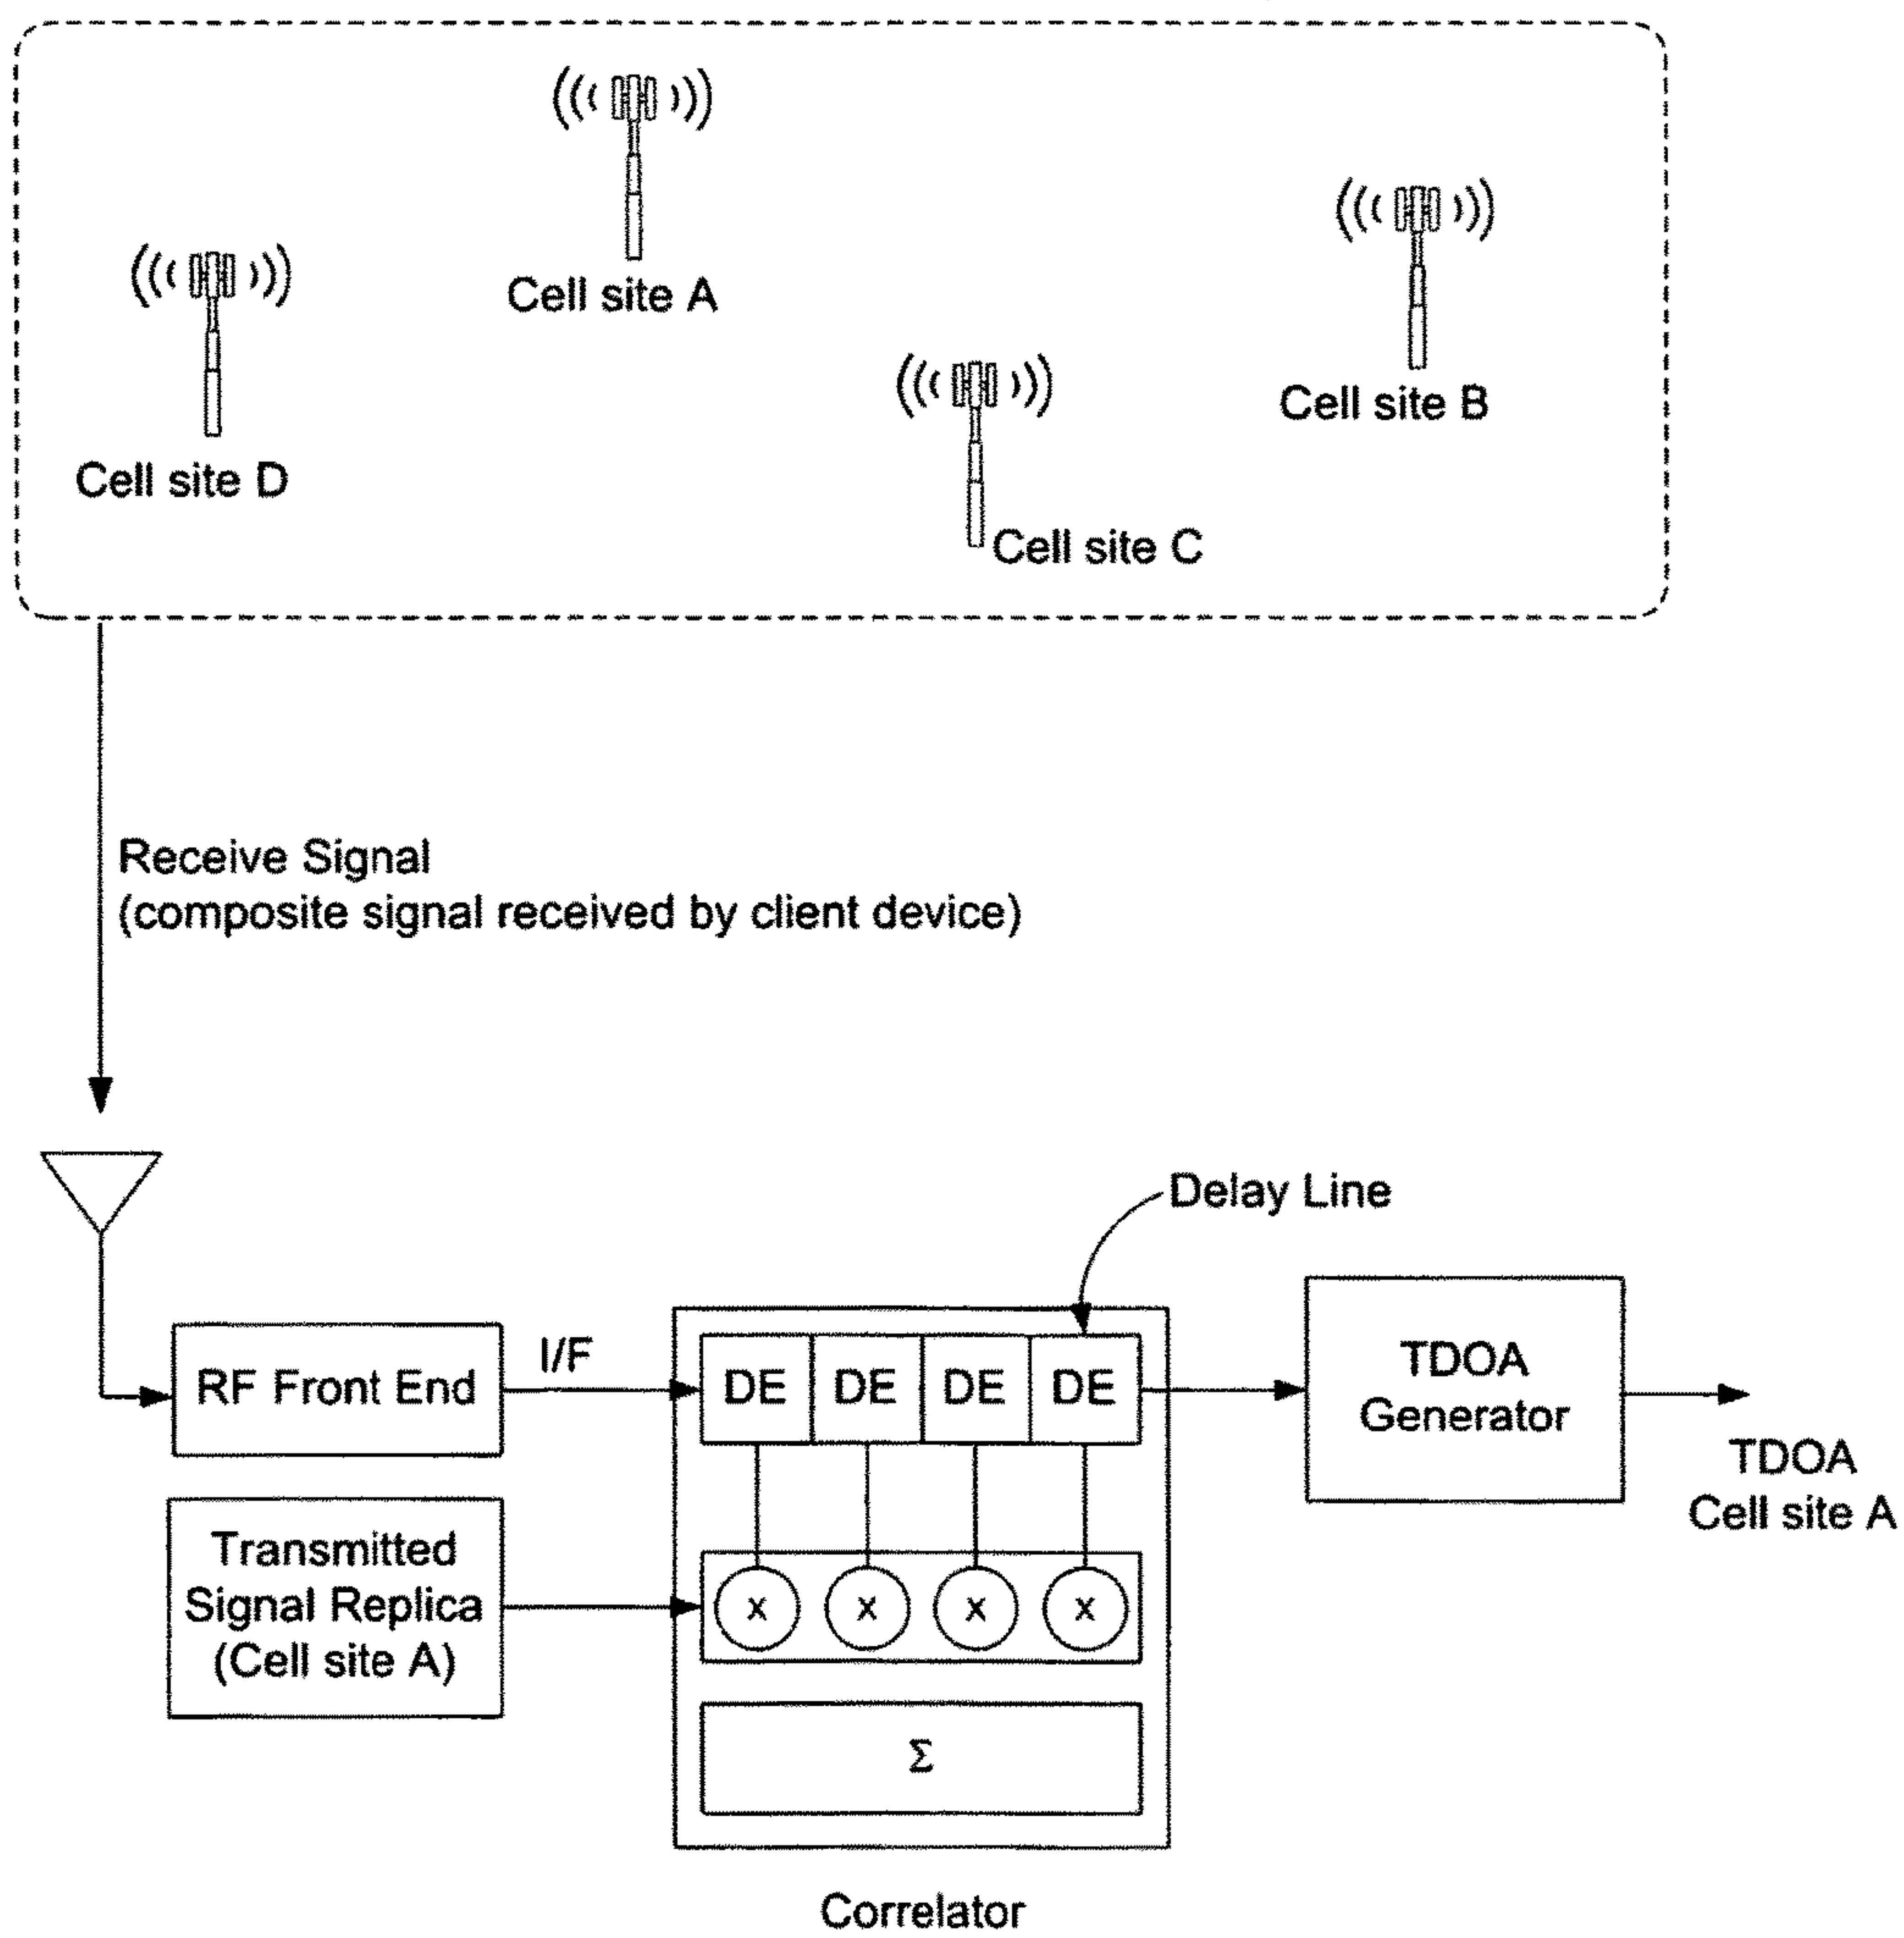 Cell site A
Cell site B
Cell site D
Cell site C
Receive Signal
(composite signal received by client device)
Delay Line
RF Front End
I/F
DE DE DE DE
TDOA
Generator
TDOA
Cell site A
Transmitted
Signal Replica
(Cell site A)
x x x x
Σ
Correlator